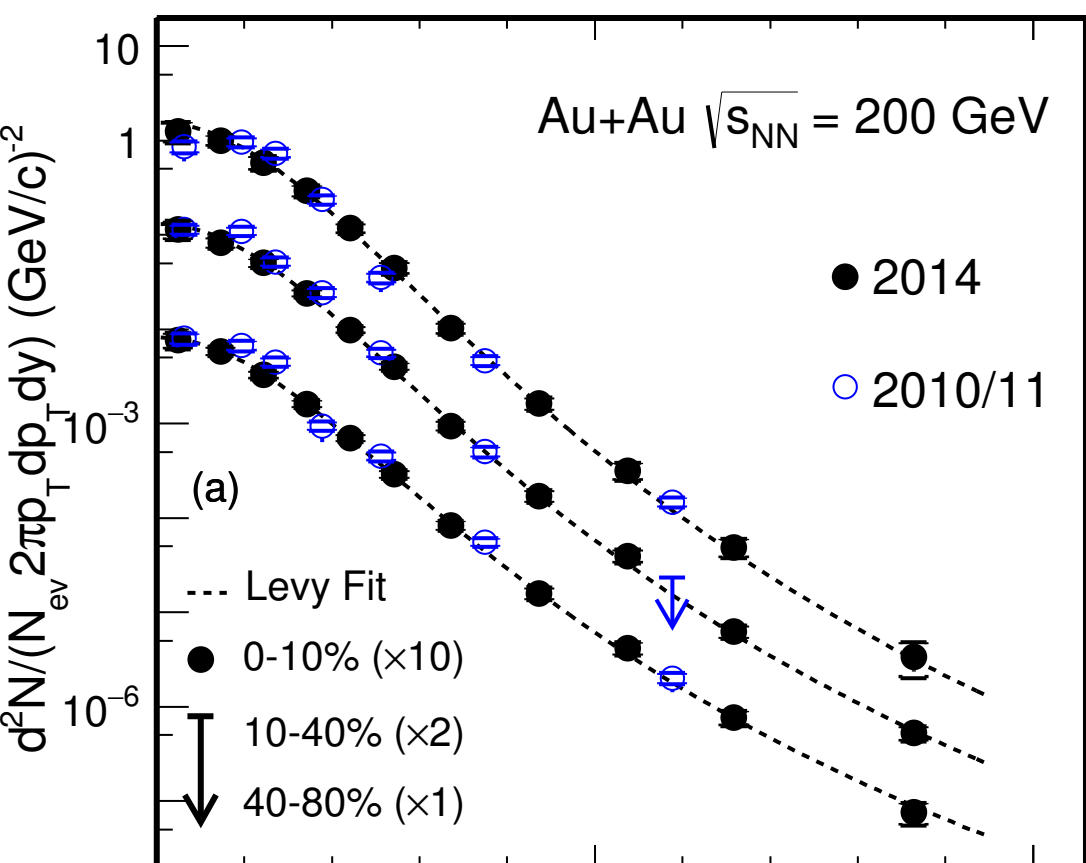 10
1
10⁻³
10⁻⁶
d²N/(N_ev 2πp_T dp_T dy) (GeV/c)⁻²
Au+Au √s_NN = 200 GeV
2014
2010/11
(a)
Levy Fit
0-10% (×10)
10-40% (×2)
40-80% (×1)